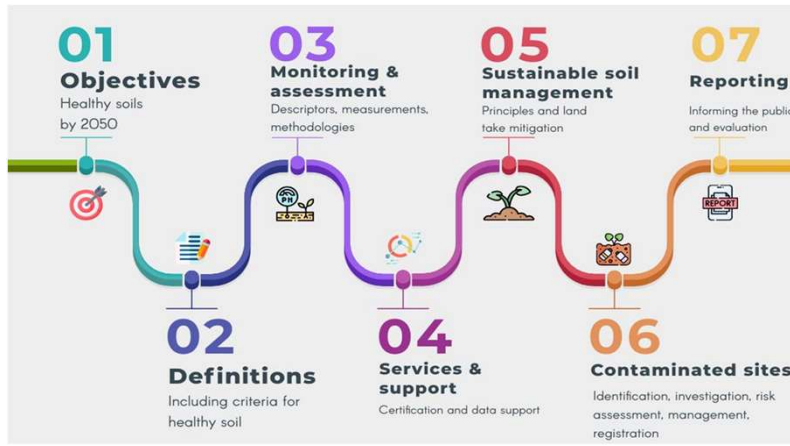 01
Objectives
Healthy soils
by 2050
02
Definitions
Including criteria for
healthy soil
03
Monitoring &
assessment
Descriptors, measurements,
methodologies
PH
04
Services &
support
Certification and data support
05
Sustainable soil
management
Principles and land
take mitigation
06
Contaminated sites
Identification, investigation, risk
assessment, management,
registration
07
Reporting
Informing the public
and evaluation
REPORT